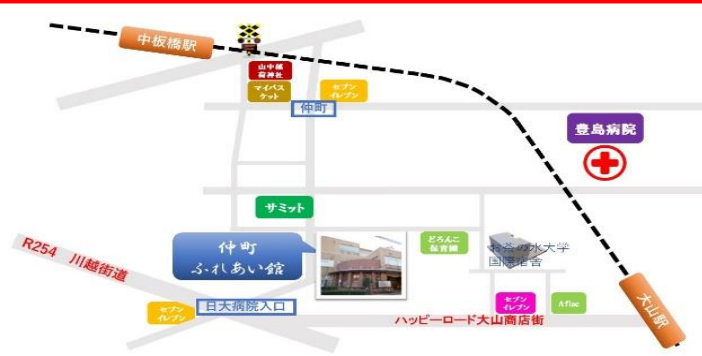 中板橋駅
山中稲
荷神社
マイバス
ケット
セブン
イレブン
仲町
豊島病院
サミット
仲町
ふれあい館
どろんこ
保育園
お茶の水大学
国際宿舎
R254 川越街道
セブン
イレブン
日大病院入口
セブン
イレブン
Aflac
ハッピーロード大山商店街
大山駅